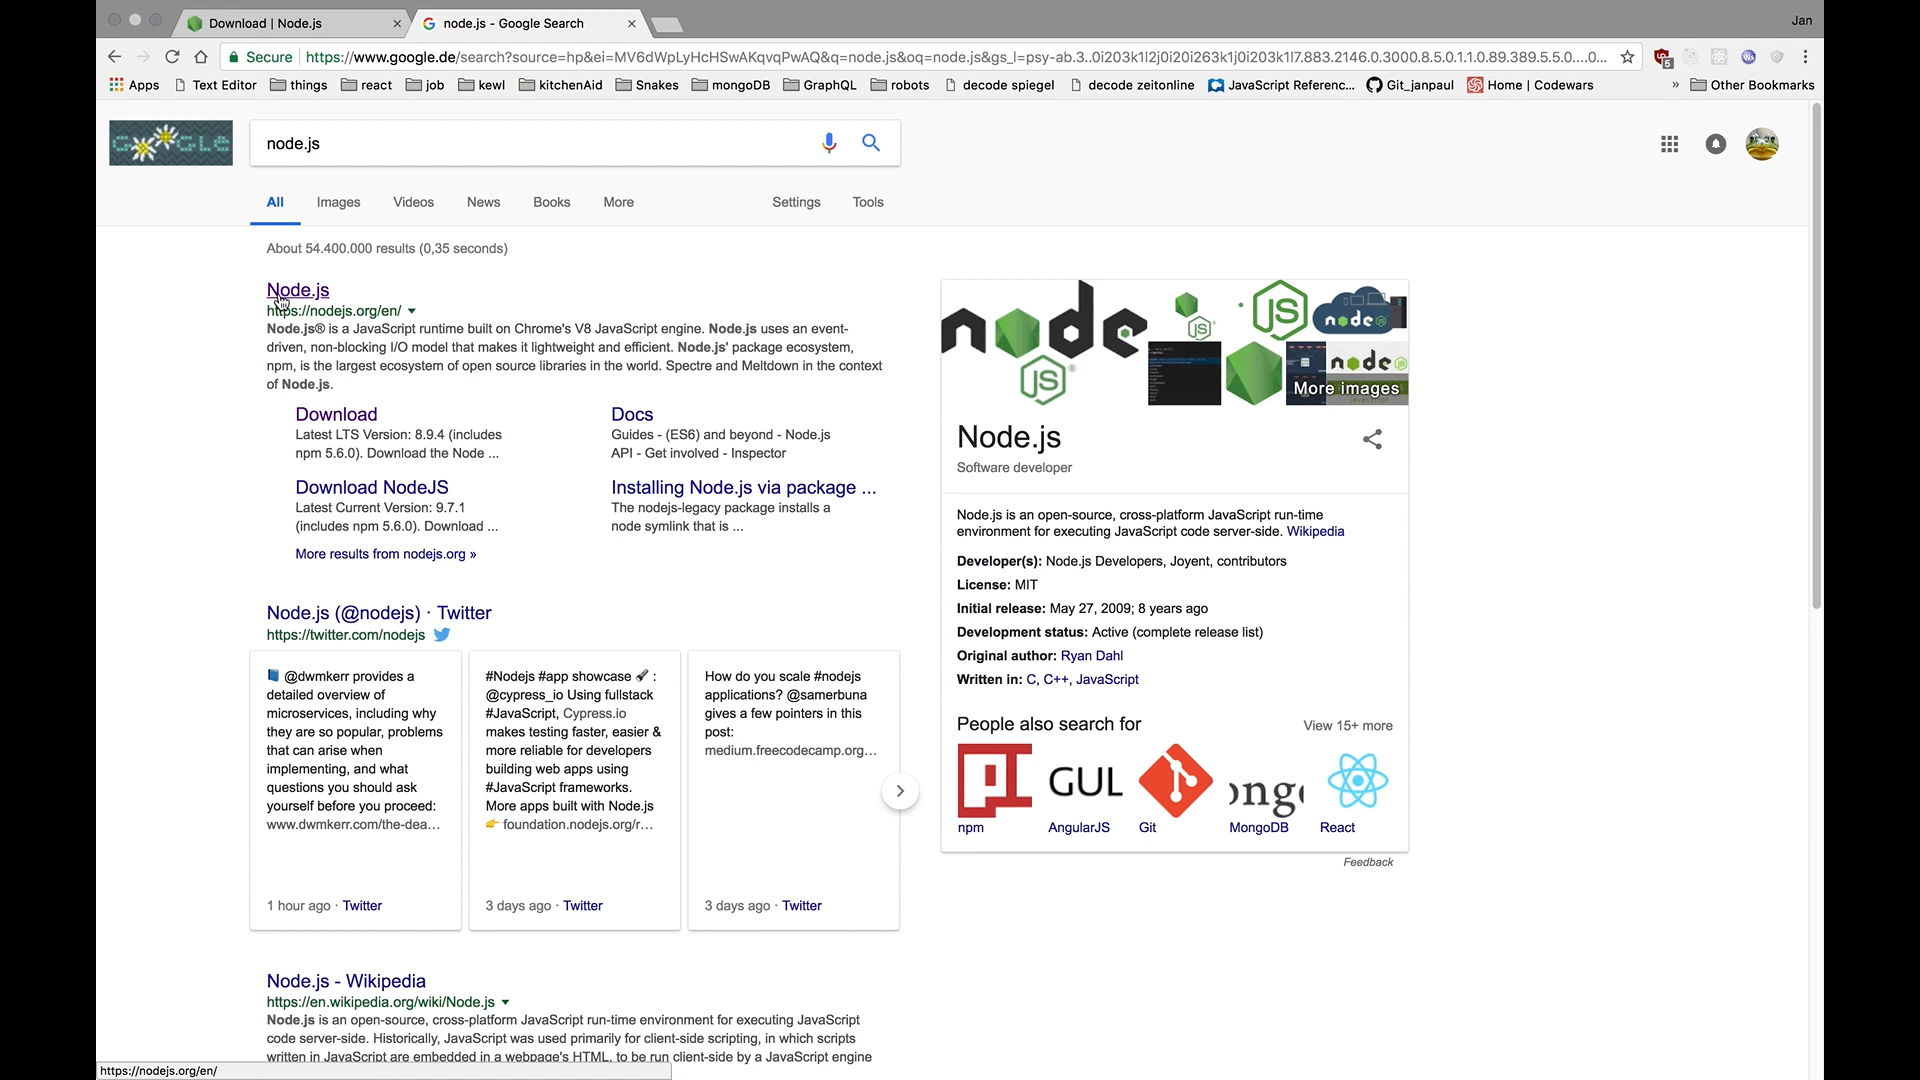 Download | Node.js
node.js - Google Search
Jan
Secure
https://www.google.de/search?source=hp&ei=MV6dWpLyHcHSwAKqvqPwAQ&q=node.js&oq=node.js&gs_l=psy-ab.3..0i203k1l2j0i20i263k1j0i203k1l7.883.2146.0.3000.8.5.0.1.1.0.89.389.5.5.0....0...
5
Apps
Text Editor
things
react
job
kewl
kitchenAid
Snakes
mongoDB
GraphQL
robots
decode spiegel
decode zeitonline
JavaScript Referenc...
Git_janpaul
Home | Codewars
»
Other Bookmarks
node.js
All
Images
Videos
News
Books
More
Settings
Tools
About 54.400.000 results (0,35 seconds)
Node.js
https://nodejs.org/en/
Node.js® is a JavaScript runtime built on Chrome's V8 JavaScript engine. Node.js uses an event-
driven, non-blocking I/O model that makes it lightweight and efficient. Node.js' package ecosystem,
npm, is the largest ecosystem of open source libraries in the world. Spectre and Meltdown in the context
of Node.js.
Download
Latest LTS Version: 8.9.4 (includes
npm 5.6.0). Download the Node ...
Docs
Guides - (ES6) and beyond - Node.js
API - Get involved - Inspector
Download NodeJS
Latest Current Version: 9.7.1
(includes npm 5.6.0). Download ...
Installing Node.js via package ...
The nodejs-legacy package installs a
node symlink that is ...
More results from nodejs.org »
Node.js (@nodejs) · Twitter
https://twitter.com/nodejs
📘 @dwmkerr provides a
detailed overview of
microservices, including why
they are so popular, problems
that can arise when
implementing, and what
questions you should ask
yourself before you proceed:
www.dwmkerr.com/the-dea...
1 hour ago · Twitter
#Nodejs #app showcase 🚀 :
@cypress_io Using fullstack
#JavaScript, Cypress.io
makes testing faster, easier &
more reliable for developers
building web apps using
#JavaScript frameworks.
More apps built with Node.js
👉 foundation.nodejs.org/r...
3 days ago · Twitter
How do you scale #nodejs
applications? @samerbuna
gives a few pointers in this
post:
medium.freecodecamp.org...
3 days ago · Twitter
Node.js - Wikipedia
https://en.wikipedia.org/wiki/Node.js
Node.js is an open-source, cross-platform JavaScript run-time environment for executing JavaScript
code server-side. Historically, JavaScript was used primarily for client-side scripting, in which scripts
written in JavaScript are embedded in a webpage's HTML, to be run client-side by a JavaScript engine
https://nodejs.org/en/
node
JS
JS
JS
node
node
More images
Node.js
Software developer
Node.js is an open-source, cross-platform JavaScript run-time
environment for executing JavaScript code server-side. Wikipedia
Developer(s): Node.js Developers, Joyent, contributors
License: MIT
Initial release: May 27, 2009; 8 years ago
Development status: Active (complete release list)
Original author: Ryan Dahl
Written in: C, C++, JavaScript
People also search for
View 15+ more
GUL
ong
npm
AngularJS
Git
MongoDB
React
Feedback